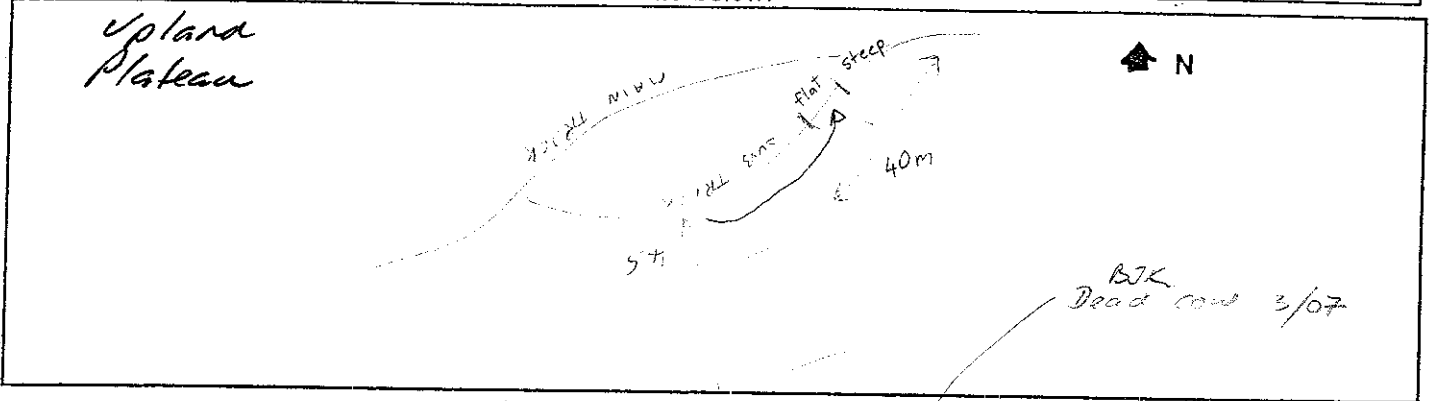 Upland
Plateau
N
MAIN TRACK
flat
steep
SUB TRACK
40m
BJK
Dead cow 3/07